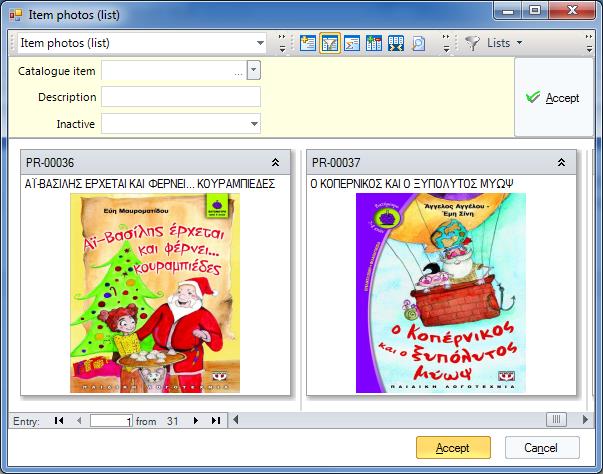 Item photos (list)
Item photos (list)
Lists
Catalogue item
...
Description
Inactive
Accept
PR-00036
ΑΪ-ΒΑΣΙΛΗΣ ΕΡΧΕΤΑΙ ΚΑΙ ΦΕΡΝΕΙ... ΚΟΥΡΑΜΠΙΕΔΕΣ
Εύη Μαυρομματίδου
Αϊ-Βασίλης έρχεται
και φέρνει...
κουραμπιέδες
ΠΑΙΔΙΚΗ ΛΟΓΟΤΕΧΝΙΑ
PR-00037
Ο ΚΟΠΕΡΝΙΚΟΣ ΚΑΙ Ο ΞΥΠΟΛΥΤΟΣ ΜΥΩΨ
Άγγελος Αγγέλου -
Έμη Σίνη
ο Κοπέρνικος
και ο ξυπόλυτος
μύωψ
ΠΑΙΔΙΚΗ ΛΟΓΟΤΕΧΝΙΑ
Entry: 1 from 31
Accept
Cancel